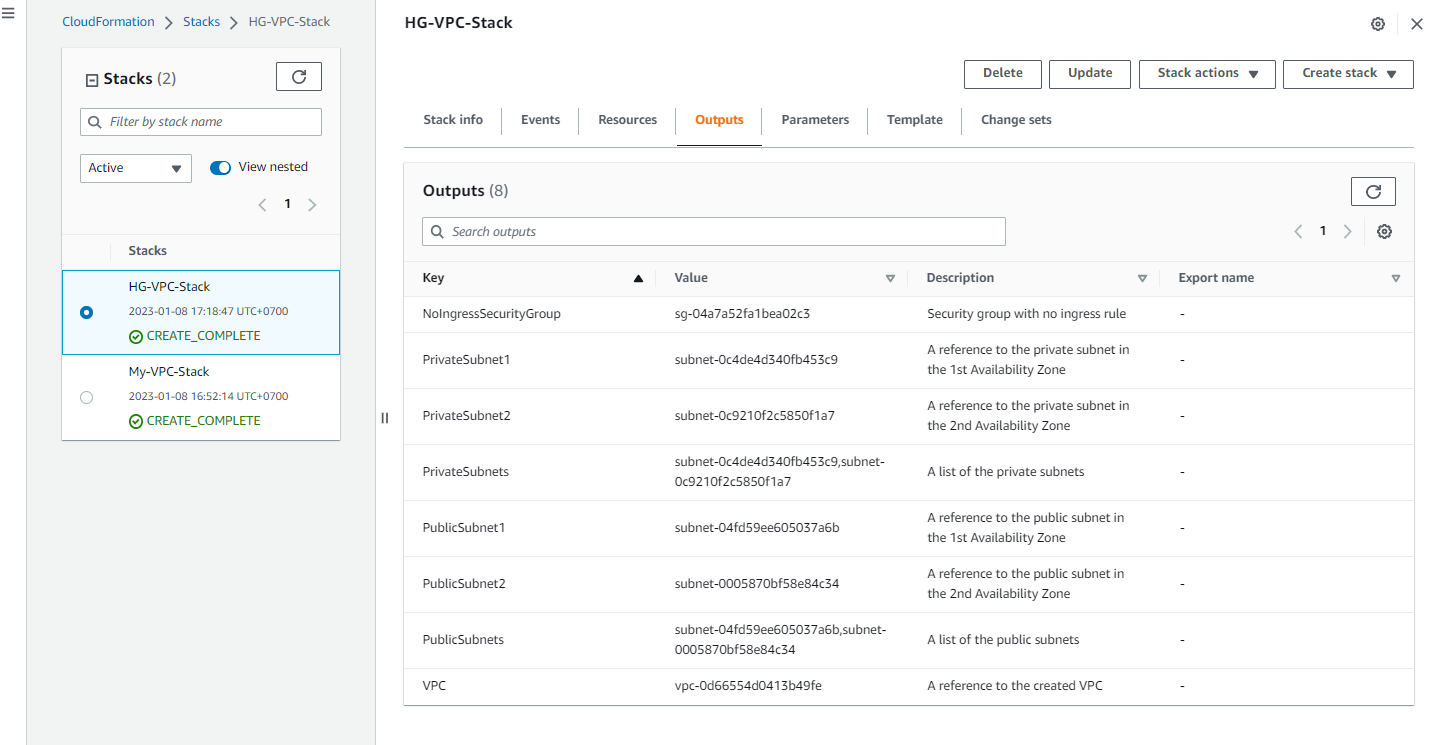 CloudFormation
Stacks
HG-VPC-Stack
Stacks (2)
Filter by stack name
Active
View nested
1
Stacks
HG-VPC-Stack
2023-01-08 17:18:47 UTC+0700
CREATE_COMPLETE
My-VPC-Stack
2023-01-08 16:52:14 UTC+0700
CREATE_COMPLETE
HG-VPC-Stack
Delete
Update
Stack actions
Create stack
Stack info
Events
Resources
Outputs
Parameters
Template
Change sets
Outputs (8)
Search outputs
1
Key
Value
Description
Export name
NoIngressSecurityGroup
sg-04a7a52fa1bea02c3
Security group with no ingress rule
-
PrivateSubnet1
subnet-0c4de4d340fb453c9
A reference to the private subnet in
the 1st Availability Zone
-
PrivateSubnet2
subnet-0c9210f2c5850f1a7
A reference to the private subnet in
the 2nd Availability Zone
-
PrivateSubnets
subnet-0c4de4d340fb453c9,subnet-
0c9210f2c5850f1a7
A list of the private subnets
-
PublicSubnet1
subnet-04fd59ee605037a6b
A reference to the public subnet in
the 1st Availability Zone
-
PublicSubnet2
subnet-0005870bf58e84c34
A reference to the public subnet in
the 2nd Availability Zone
-
PublicSubnets
subnet-04fd59ee605037a6b,subnet-
0005870bf58e84c34
A list of the public subnets
-
VPC
vpc-0d66554d0413b49fe
A reference to the created VPC
-